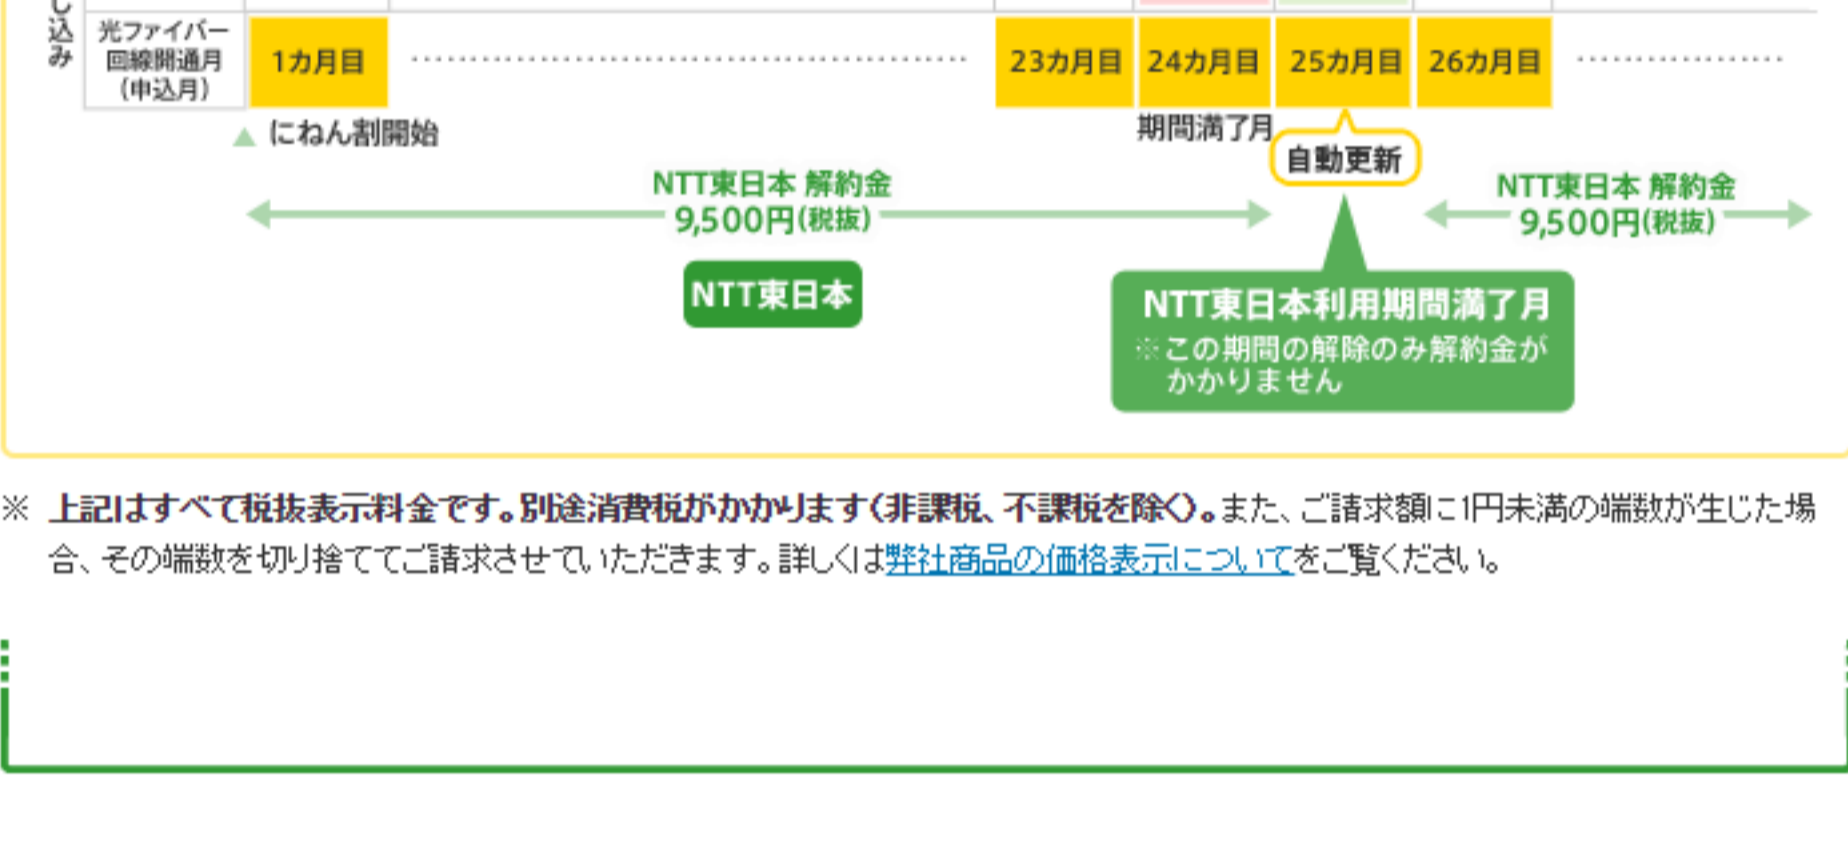 し込み
光ファイバー
回線開通月
(申込月)
1カ月目
23カ月目
24カ月目
25カ月目
26カ月目
にねん割開始
期間満了月
自動更新
NTT東日本 解約金
9,500円(税抜)
NTT東日本 解約金
9,500円(税抜)
NTT東日本
NTT東日本利用期間満了月
※この期間の解除のみ解約金が
かかりません
※ 上記はすべて税抜表示料金です。別途消費税がかかります(非課税、不課税を除く)。また、ご請求額に1円未満の端数が生じた場
合、その端数を切り捨ててご請求させていただきます。詳しくは弊社商品の価格表示についてをご覧ください。